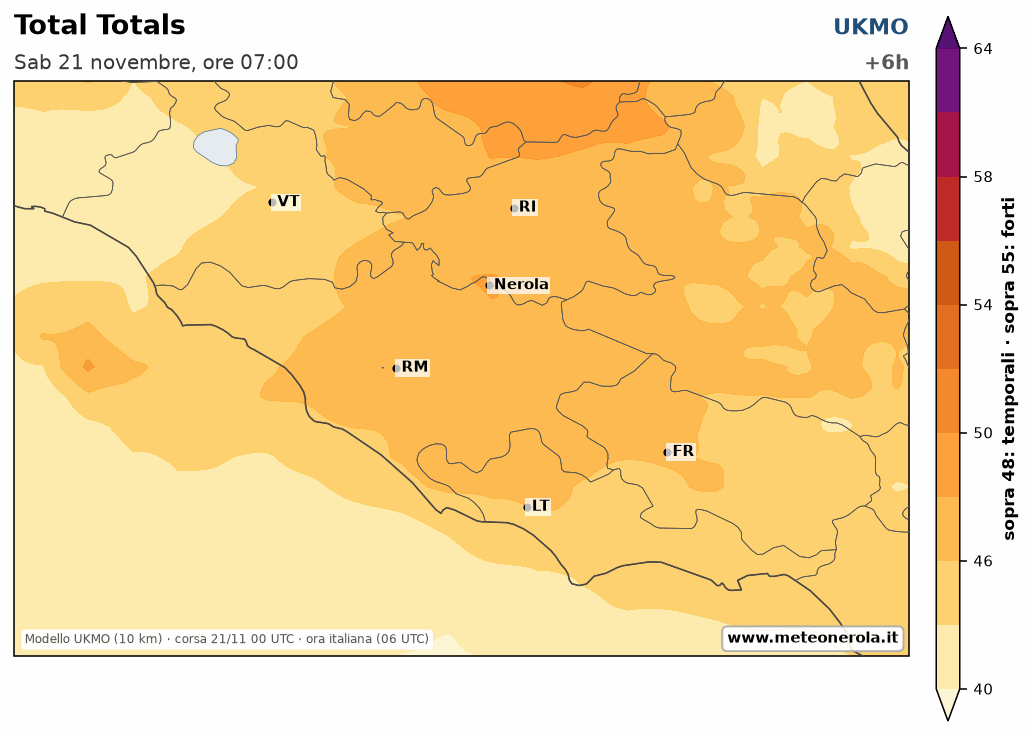 Total Totals
UKMO
Sab 21 novembre, ore 07:00
+6h
VT
RI
Nerola
RM
FR
LT
Modello UKMO (10 km) · corsa 21/11 00 UTC · ora italiana (06 UTC)
www.meteonerola.it
64
58
54
50
46
40
sopra 48: temporali · sopra 55: forti